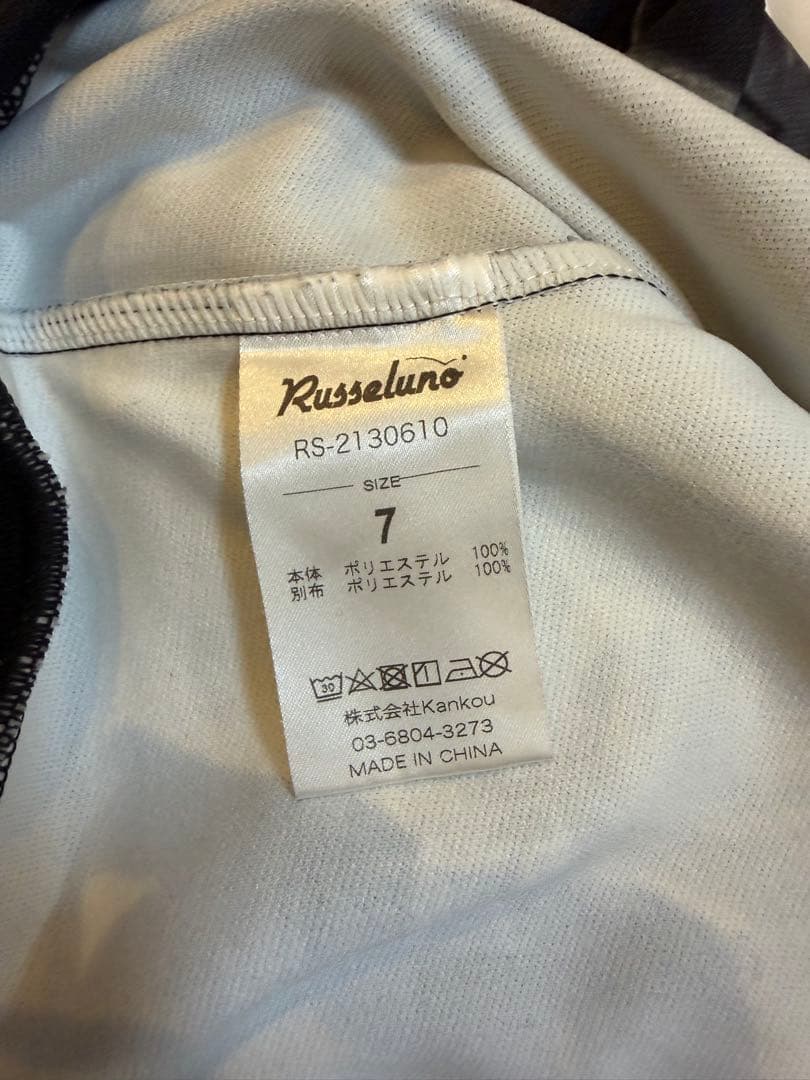 Russeluno
RS-2130610
SIZE
7
本体 ポリエステル 100%
別布 ポリエステル 100%
30
株式会社Kankou
03-6804-3273
MADE IN CHINA